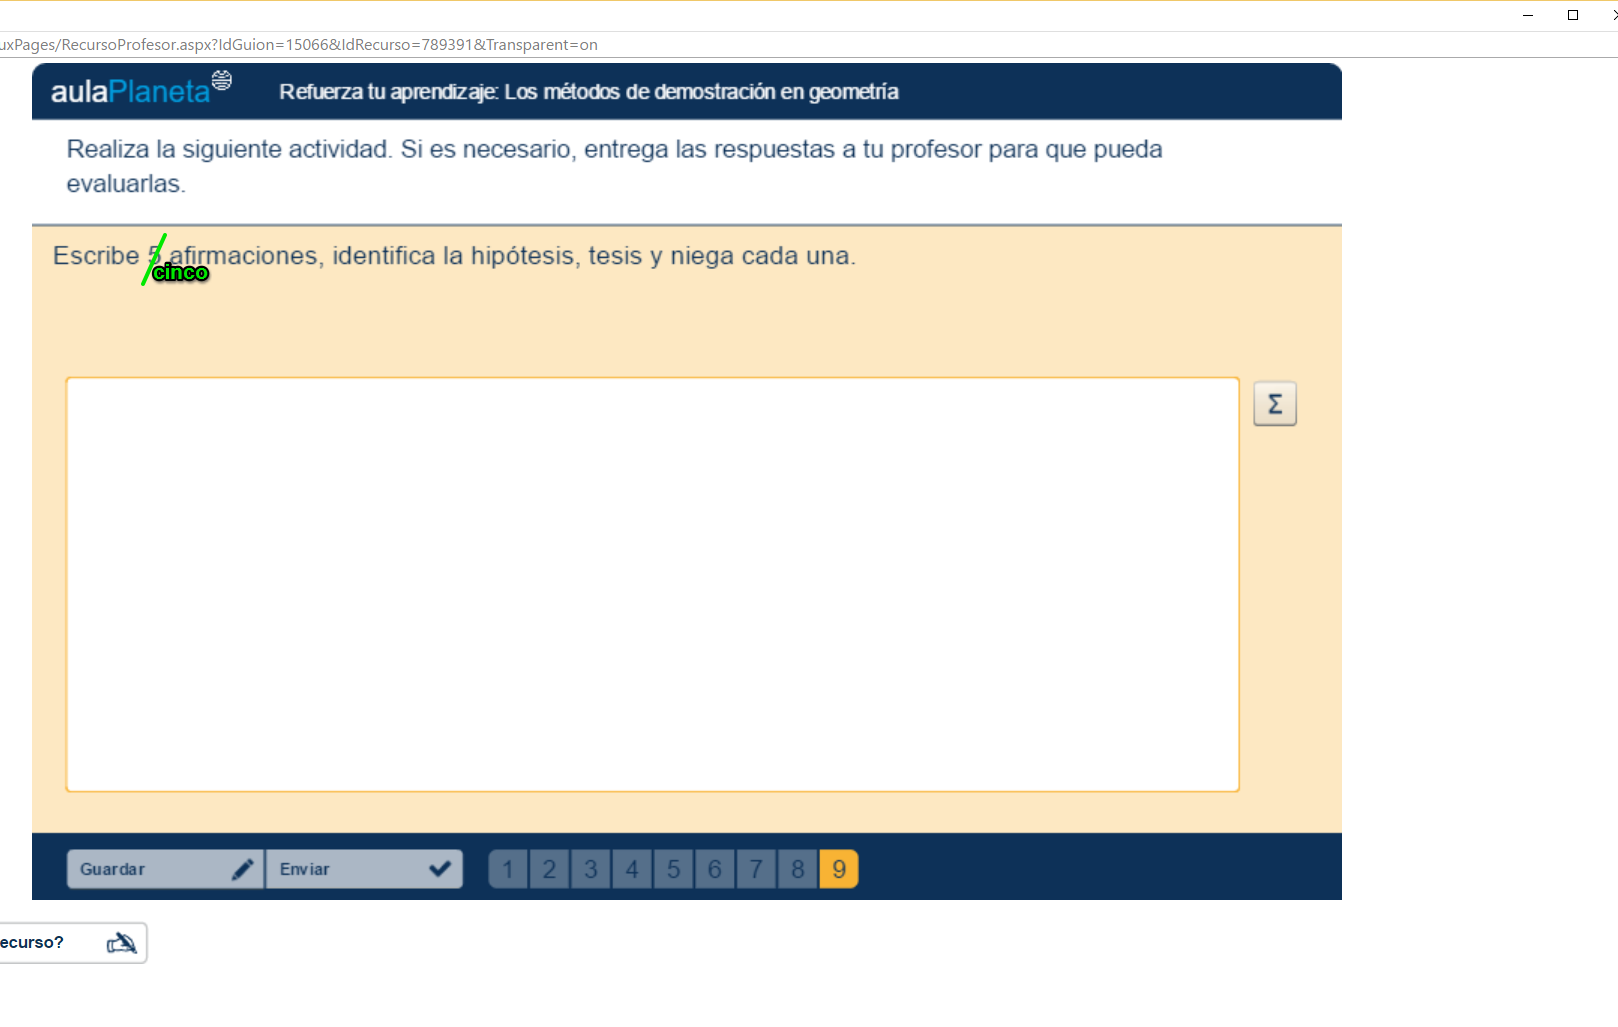 uxPages/RecursoProfesor.aspx?IdGuion=15066&IdRecurso=789391&Transparent=on
aulaPlaneta Refuerza tu aprendizaje: Los métodos de demostración en geometría
Realiza la siguiente actividad. Si es necesario, entrega las respuestas a tu profesor para que pueda
evaluarlas.
Escribe 5 afirmaciones, identifica la hipótesis, tesis y niega cada una.
cinco
Σ
Guardar Enviar 1 2 3 4 5 6 7 8 9
ecurso?